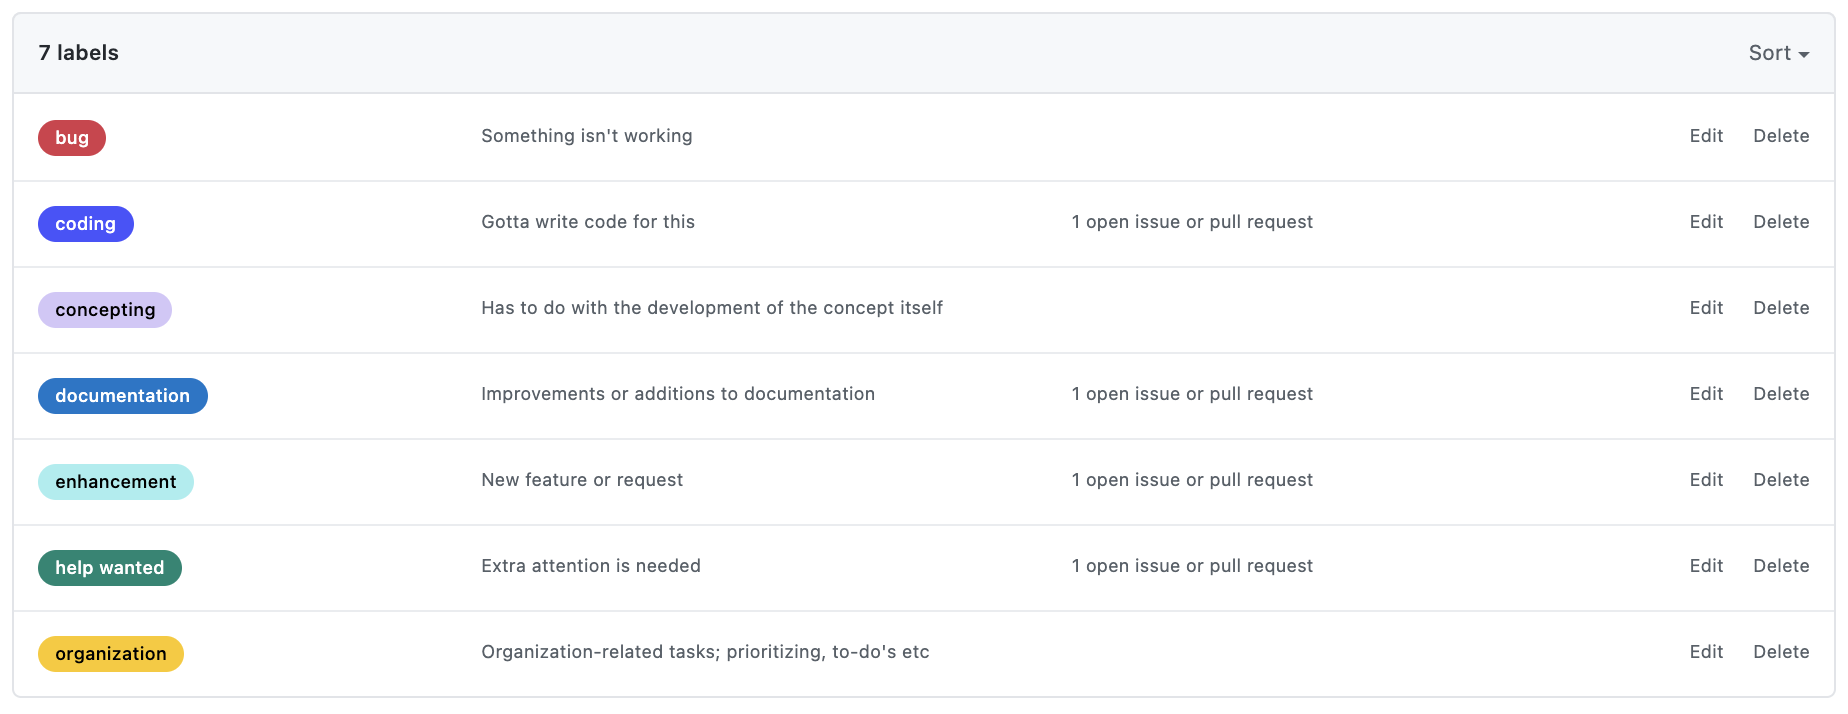 7 labels Sort
bug Something isn't working Edit Delete
coding Gotta write code for this 1 open issue or pull request Edit Delete
concepting Has to do with the development of the concept itself Edit Delete
documentation Improvements or additions to documentation 1 open issue or pull request Edit Delete
enhancement New feature or request 1 open issue or pull request Edit Delete
help wanted Extra attention is needed 1 open issue or pull request Edit Delete
organization Organization-related tasks; prioritizing, to-do's etc Edit Delete